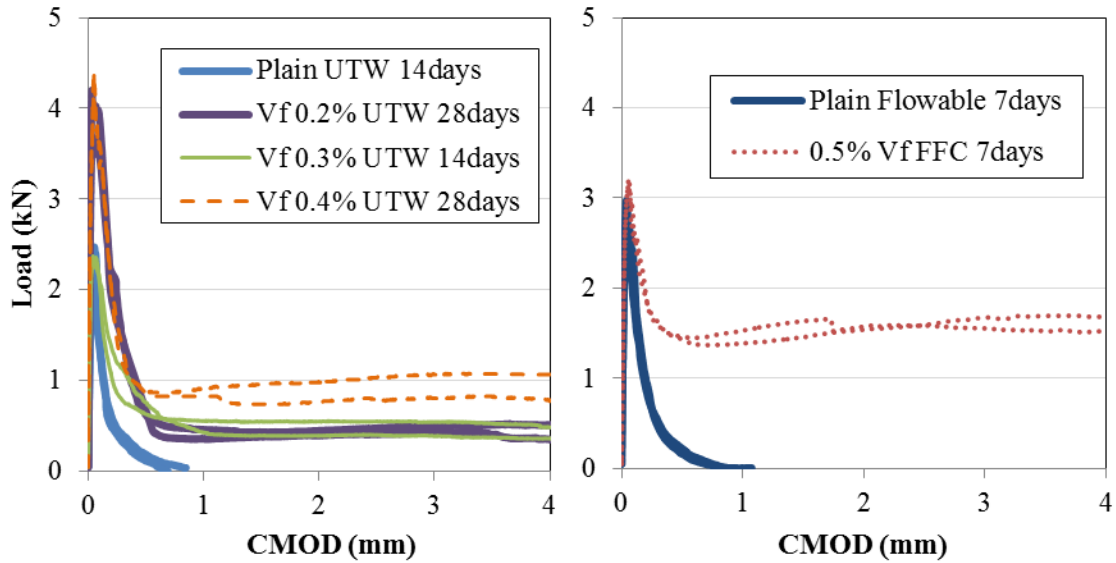 5
4
3
2
1
0
Load (kN)
Plain UTW 14days
Vf 0.2% UTW 28days
Vf 0.3% UTW 14days
Vf 0.4% UTW 28days
0 1 2 3 4
CMOD (mm)
5
4
3
2
1
0
Plain Flowable 7days
0.5% Vf FFC 7days
0 1 2 3 4
CMOD (mm)